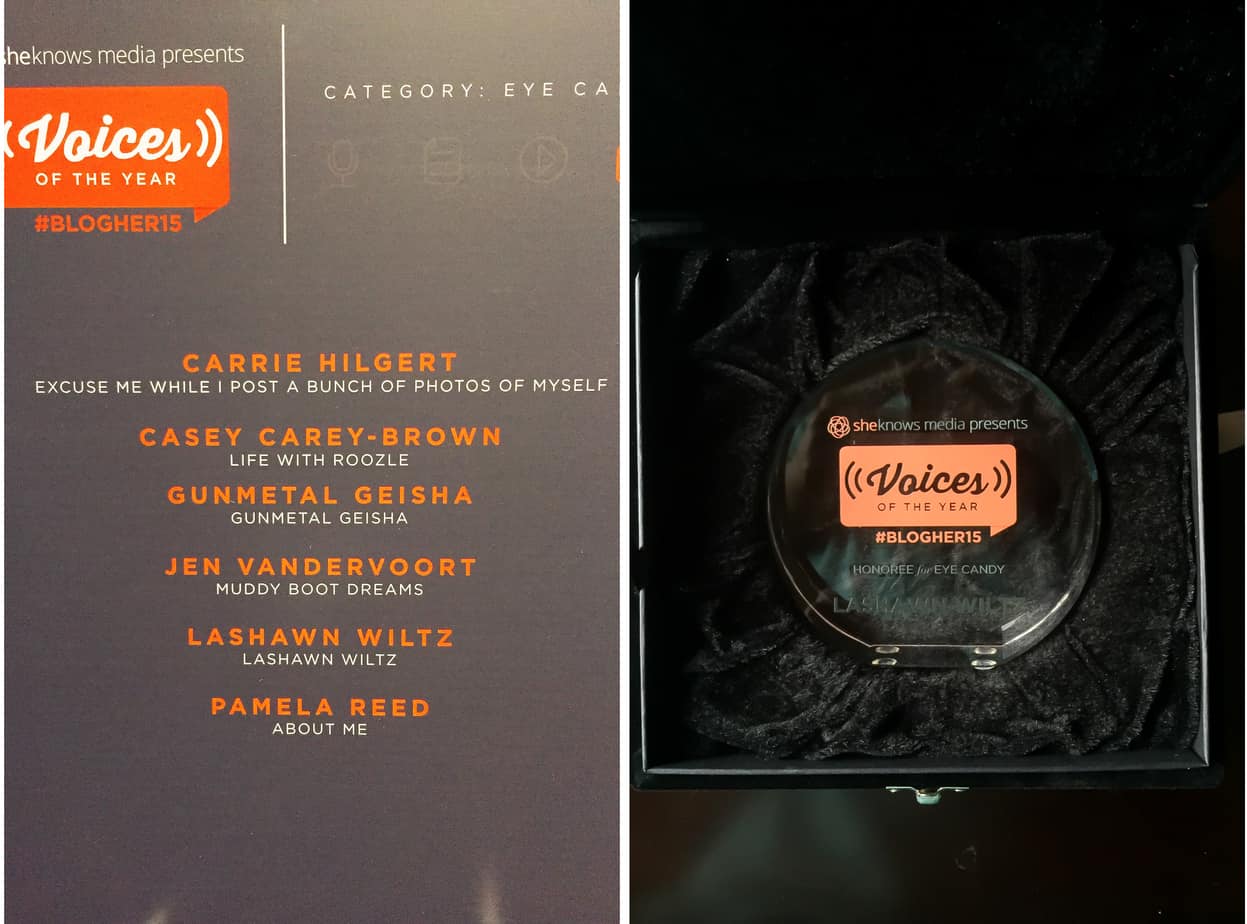 sheknows media presents
Voices
OF THE YEAR
#BLOGHER15
CATEGORY: EYE CA
CARRIE HILGERT
EXCUSE ME WHILE I POST A BUNCH OF PHOTOS OF MYSELF
CASEY CAREY-BROWN
LIFE WITH ROOZLE
GUNMETAL GEISHA
GUNMETAL GEISHA
JEN VANDERVOORT
MUDDY BOOT DREAMS
LASHAWN WILTZ
LASHAWN WILTZ
PAMELA REED
ABOUT ME
sheknows media presents
Voices
OF THE YEAR
#BLOGHER15
HONOREE for EYE CANDY
LASHAWN WILTZ